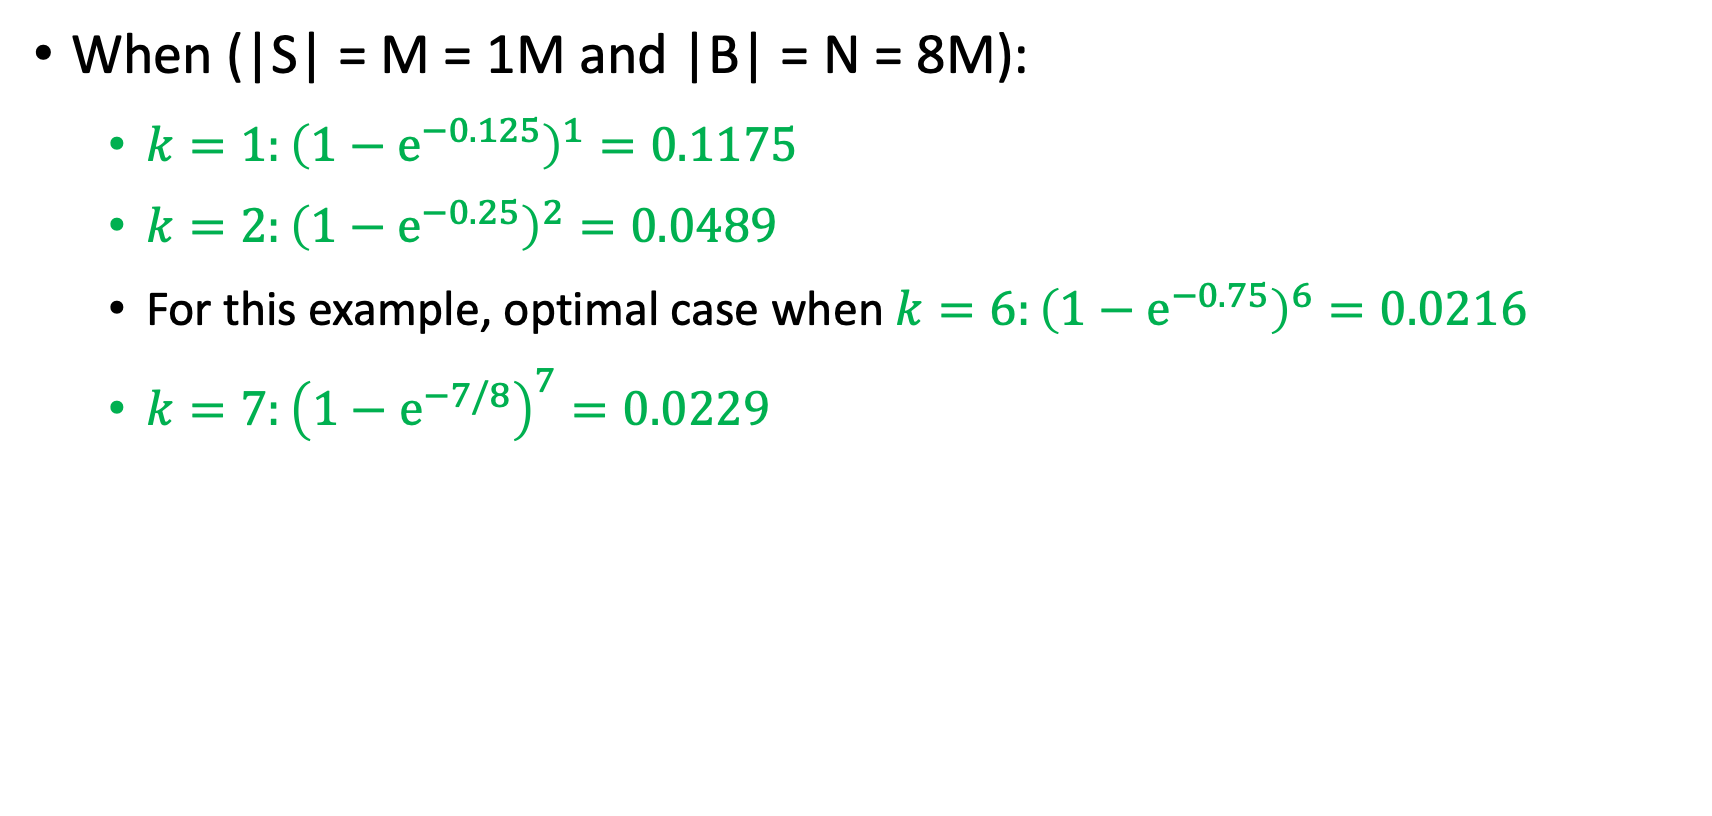 • When (|S| = M = 1M and |B| = N = 8M):
• k = 1: (1 − e^{−0.125})^1 = 0.1175
• k = 2: (1 − e^{−0.25})^2 = 0.0489
• For this example, optimal case when k = 6: (1 − e^{−0.75})^6 = 0.0216
• k = 7: (1 − e^{−7/8})^7 = 0.0229